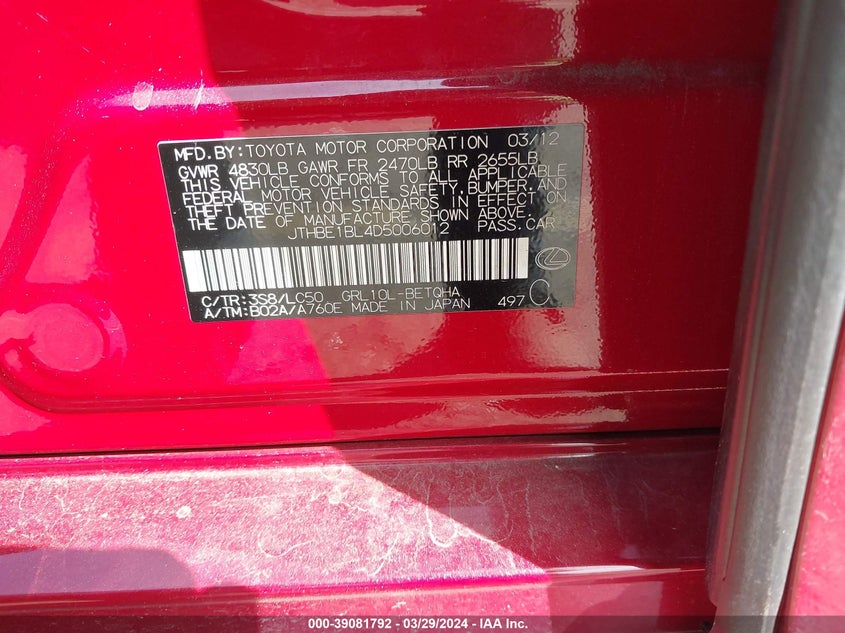 MFD.BY:TOYOTA MOTOR CORPORATION 03/12
GVWR 4830LB GAWR FR 2470LB RR 2655LB
THIS VEHICLE CONFORMS TO ALL APPLICABLE
FEDERAL MOTOR VEHICLE SAFETY,BUMPER,AND
THEFT PREVENTION STANDARDS IN EFFECT ON
THE DATE OF MANUFACTURE SHOWN ABOVE.
JTHBE1BL4D5006012 PASS.CAR
C/TR:3S8/LC50 GRL10L-BETQHA
A/TM:B02A/A760E MADE IN JAPAN 497 C
000-39081792 - 03/29/2024 - IAA Inc.